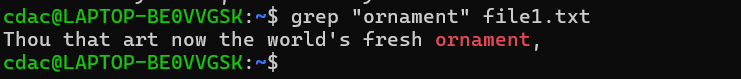 cdac@LAPTOP-BE0VVGSK:~$ grep "ornament" file1.txt
Thou that art now the world's fresh ornament,
cdac@LAPTOP-BE0VVGSK:~$